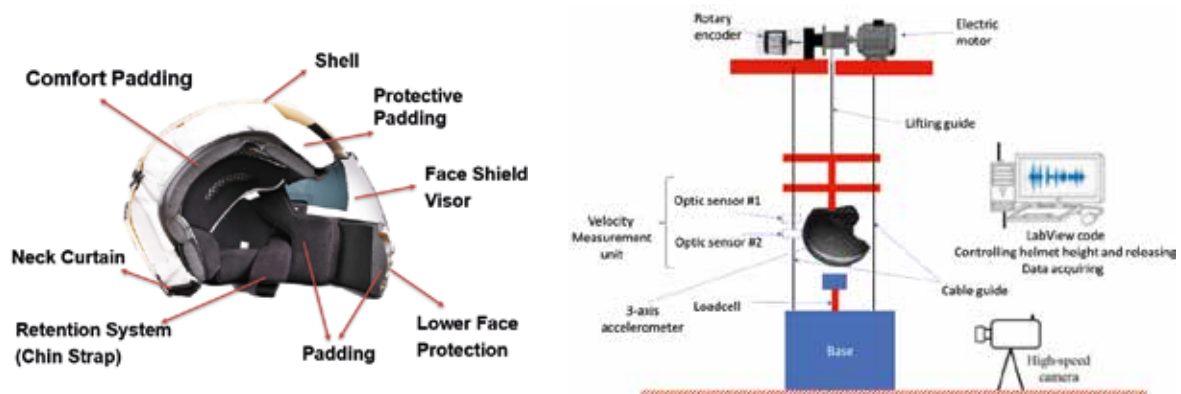 Shell
Comfort Padding
Protective
Padding
Face Shield
Visor
Neck Curtain
Retention System
(Chin Strap)
Padding
Lower Face
Protection
Rotary
encoder
Electric
motor
Lifting guide
Optic sensor #1
Velocity
Measurement
unit
Optic sensor #2
LabView code
Controlling helmet height and releasing
Data acquiring
Cable guide
3-axis
accelerometer
Loadcell
Base
High-speed
camera